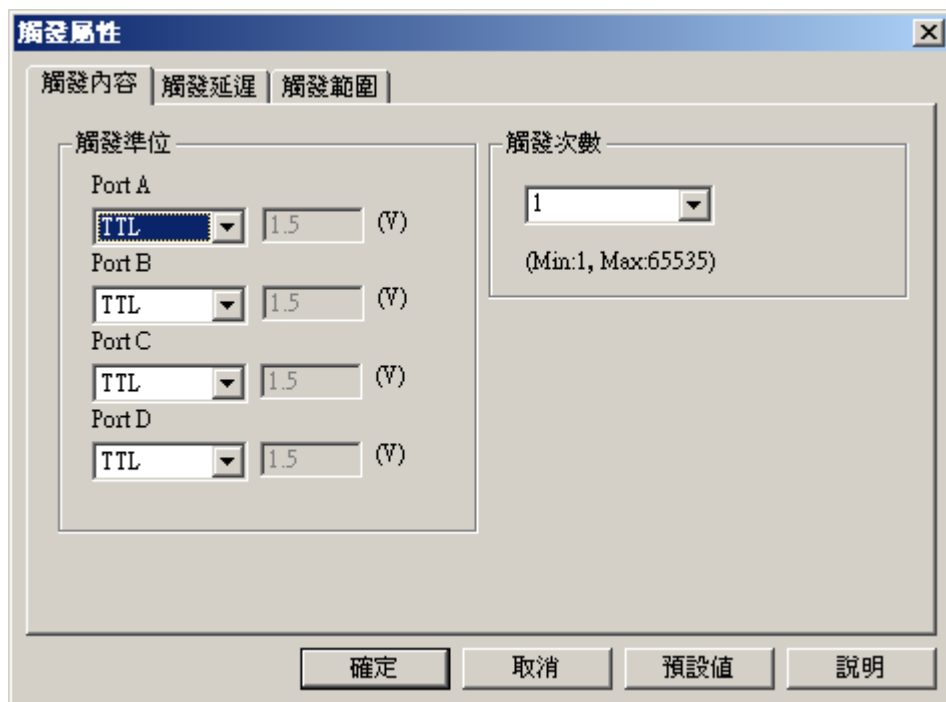 觸發屬性
觸發內容 觸發延遲 觸發範圍
觸發準位
Port A
TTL 1.5 (V)
Port B
TTL 1.5 (V)
Port C
TTL 1.5 (V)
Port D
TTL 1.5 (V)
觸發次數
1
(Min:1, Max:65535)
確定 取消 預設值 說明